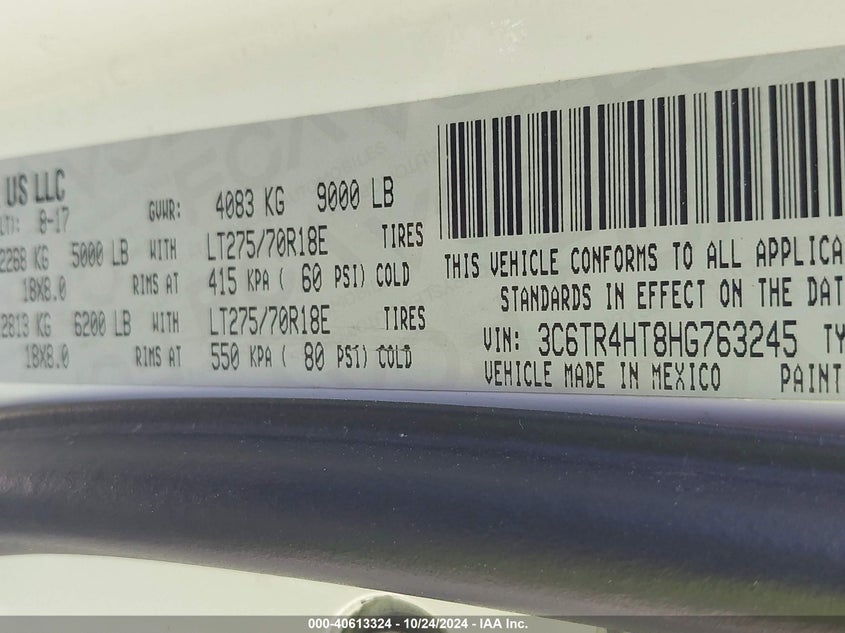 US LLC
GVWR: 4083 KG 9000 LB
8-17
2268 KG 5000 LB WITH LT275/70R18E TIRES
18X8.0 RIMS AT 415 KPA ( 60 PSI) COLD
2813 KG 6200 LB WITH LT275/70R18E TIRES
18X8.0 RIMS AT 550 KPA ( 80 PSI) COLD
THIS VEHICLE CONFORMS TO ALL APPLICA
STANDARDS IN EFFECT ON THE DAT
VIN: 3C6TR4HT8HG763245 TY
VEHICLE MADE IN MEXICO PAINT
000-40613324 - 10/24/2024 - IAA Inc.